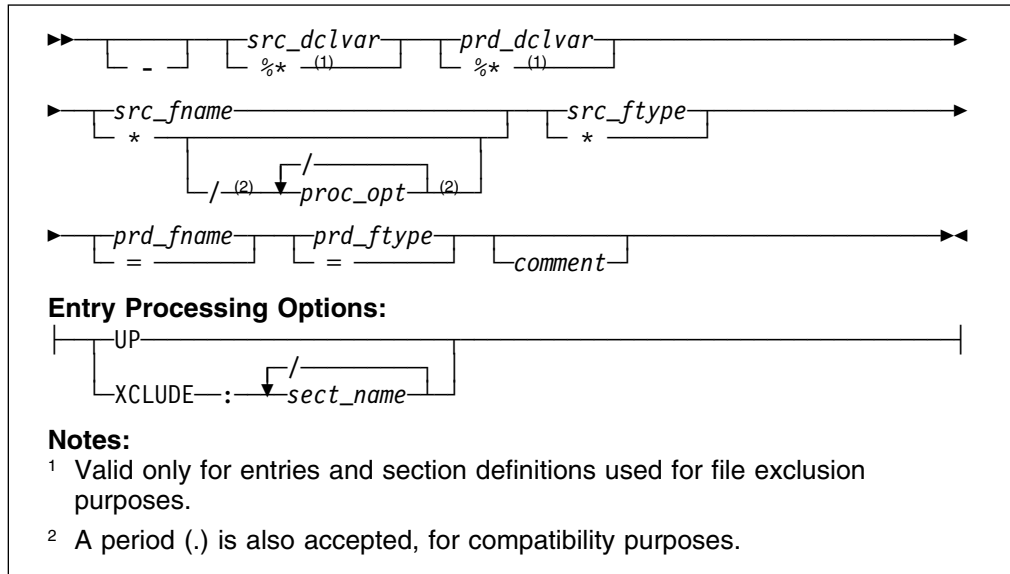 src_dclvar prd_dclvar
- %* (1) %* (1)
src_fname src_ftype
* *
/
/ (2) proc_opt (2)
prd_fname prd_ftype
= = comment
Entry Processing Options:
UP
/
XCLUDE : sect_name
Notes:
1 Valid only for entries and section definitions used for file exclusion
purposes.
2 A period (.) is also accepted, for compatibility purposes.